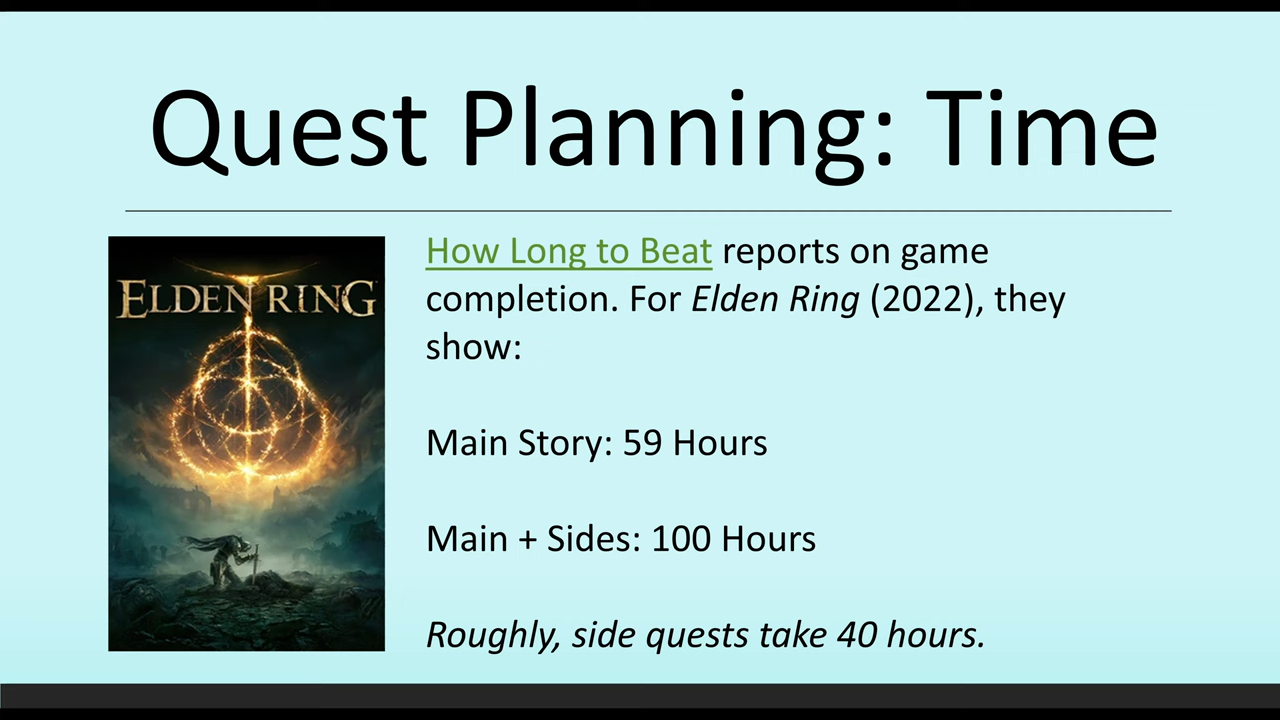 Quest Planning: Time
ELDEN RING
How Long to Beat reports on game
completion. For Elden Ring (2022), they
show:
Main Story: 59 Hours
Main + Sides: 100 Hours
Roughly, side quests take 40 hours.